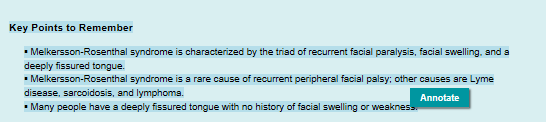 Key Points to Remember
▪ Melkersson-Rosenthal syndrome is characterized by the triad of recurrent facial paralysis, facial swelling, and a
deeply fissured tongue.
▪ Melkersson-Rosenthal syndrome is a rare cause of recurrent peripheral facial palsy; other causes are Lyme
disease, sarcoidosis, and lymphoma.
▪ Many people have a deeply fissured tongue with no history of facial swelling or weakness.
Annotate